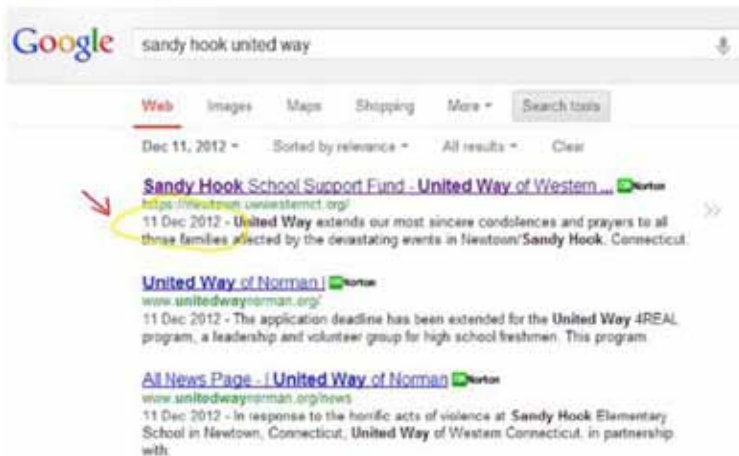 Google sandy hook united way
Web Images Maps Shopping More Search tools
Dec 11, 2012 Sorted by relevance All results Clear
Sandy Hook School Support Fund - United Way of Western ... Norton
https://newtown.uwwesternct.org/
11 Dec 2012 - United Way extends our most sincere condolences and prayers to all
those families affected by the devastating events in Newtown/Sandy Hook, Connecticut.
United Way of Norman | Norton
www.unitedwaynorman.org/
11 Dec 2012 - The application deadline has been extended for the United Way 4REAL
program, a leadership and volunteer group for high school freshmen. This program
All News Page - | United Way of Norman Norton
www.unitedwaynorman.org/news
11 Dec 2012 - In response to the horrific acts of violence at Sandy Hook Elementary
School in Newtown, Connecticut, United Way of Western Connecticut, in partnership
with